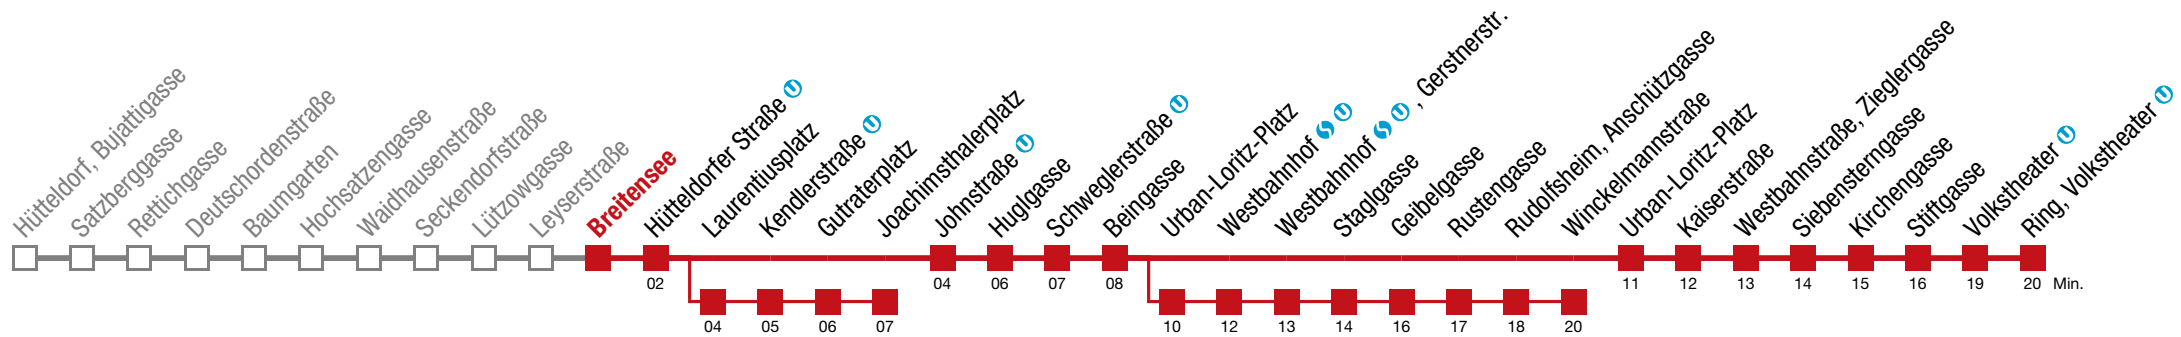 Hütteldorf, Bujattigasse
Satzberggasse
Rettichgasse
Deutschordenstraße
Baumgarten
Hochsatzengasse
Waidhausenstraße
Seckendorfstraße
Lützowgasse
Leyserstraße
Breitensee
Hütteldorfer Straße U
Laurentiusplatz
Kendlerstraße U
Gutraterplatz
Joachimsthalerplatz
Johnstraße U
Huglgasse
Schweglerstraße U
Beingasse
Urban-Loritz-Platz
Westbahnhof S U
Westbahnhof S U, Gerstnerstr.
Staglgasse
Geibelgasse
Rustengasse
Rudolfsheim, Anschützgasse
Winckelmannstraße
Urban-Loritz-Platz
Kaiserstraße
Westbahnstraße, Zieglergasse
Siebensterngasse
Kirchengasse
Stiftgasse
Volkstheater U
Ring, Volkstheater U
02 04 06 07 08 11 12 13 14 15 16 19 20 Min.
04 05 06 07 10 12 13 14 16 17 18 20